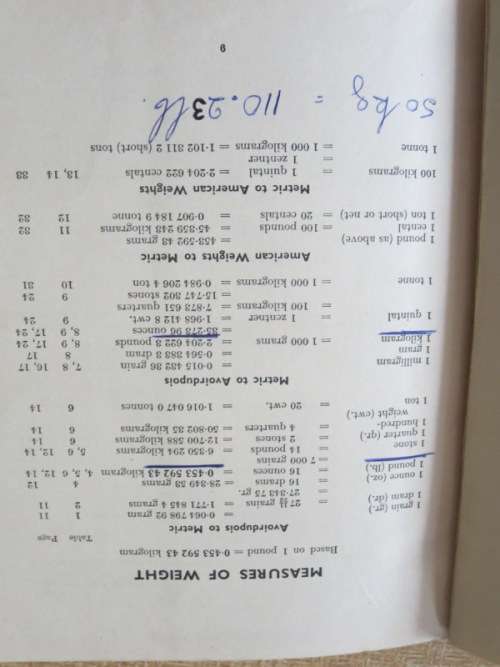 MEASURES OF WEIGHT
Based on 1 pound = 0·453 592 43 kilogram
Table Page
Avoirdupois to Metric
1 grain (gr.) = 0·064 798 92 gram 1 11
1 dram (dr.) = 27 11/32 grains = 1·771 845 4 grams 2 11
27·343 75 gr.
1 ounce (oz.) = 16 drams = 28·349 53 grams 4 12
1 pound (lb.) = 16 ounces = 0·453 592 43 kilogram 4, 5, 6 12, 14
= 7 000 grains
1 stone = 14 pounds = 6·350 294 kilograms 5, 6 12, 14
1 quarter (qr.) = 2 stones = 12·700 588 kilograms 6 14
1 hundred- = 4 quarters = 50·802 35 kilograms 6 14
weight (cwt.)
1 ton = 20 cwt. = 1·016 047 0 tonnes 6 14
Metric to Avoirdupois
1 milligram = 0·015 432 36 grain 7, 8 16, 17
1 gram = 0·564 383 3 dram 8 17
1 kilogram = 1 000 grams = 2·204 622 3 pounds 8, 9 17, 24
= 35·273 96 ounces 8, 9 17, 24
1 quintal = 100 kilograms = 7·873 651 quarters
= 1 zentner = 1·968 412 8 cwt. 9 24
= 15·747 302 stones 9 24
1 tonne = 1 000 kilograms = 0·984 206 4 ton 10 31
American Weights to Metric
1 pound (as above) = 453·592 43 grams
1 cental = 100 pounds = 45·359 243 kilograms 11 32
1 ton (short or net) = 20 centals = 0·907 184 9 tonne 12 32
Metric to American Weights
100 kilograms = 1 quintal = 2·204 622 centals 13, 14 33
= 1 zentner
1 tonne = 1 000 kilograms = 1·102 311 2 (short) tons
50 kg = 110.23 lb.
9